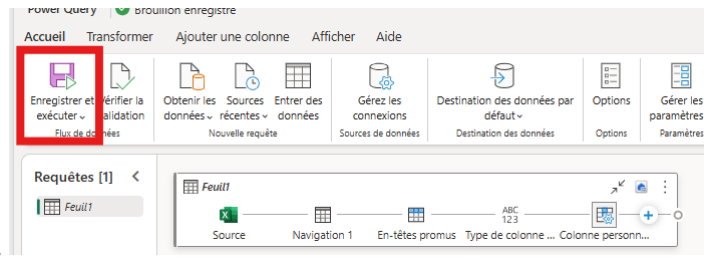 Power Query Brouillon enregistré
Accueil Transformer Ajouter une colonne Afficher Aide
Enregistrer et Vérifier la Obtenir les Sources Entrer des Gérez les Destination des données par Options Gérer les
exécuter validation données récentes données connexions défaut paramètres
Flux de données Nouvelle requête Sources de données Destination des données Options Paramètres
Requêtes [1]
Feuil1
Feuil1
ABC
123
Source Navigation 1 En-têtes promus Type de colonne ... Colonne personn...